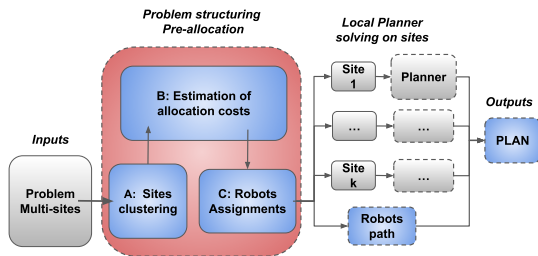 Problem structuring
Pre-allocation
Local Planner
solving on sites
Site
1
Planner
B: Estimation of
allocation costs
Outputs
Inputs
...
...
PLAN
Problem
Multi-sites
A: Sites
clustering
C: Robots
Assignments
Site
k
...
Robots
path